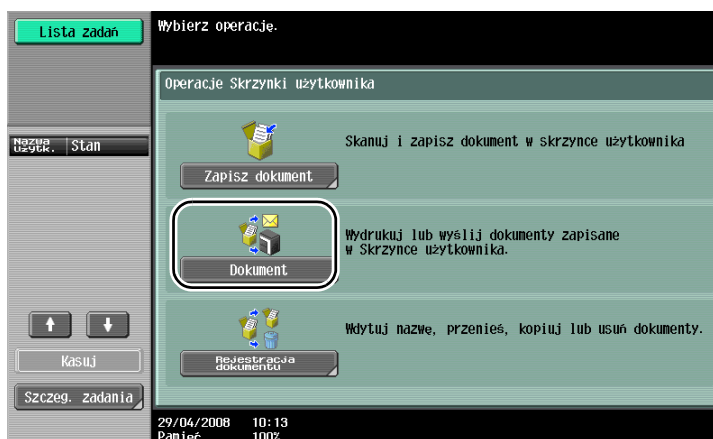 Lista zadań
Wybierz operację.
Operacje Skrzynki użytkownika
Nazwa użytk.
Stan
Skanuj i zapisz dokument w skrzynce użytkownika
Zapisz dokument
Wydrukuj lub wyślij dokumenty zapisane
w Skrzynce użytkownika.
Dokument
Wdytuj nazwę, przenieś, kopiuj lub usuń dokumenty.
Rejestracja
dokumentu
Kasuj
Szczeg. zadania
29/04/2008 10:13
Pamięć 100%